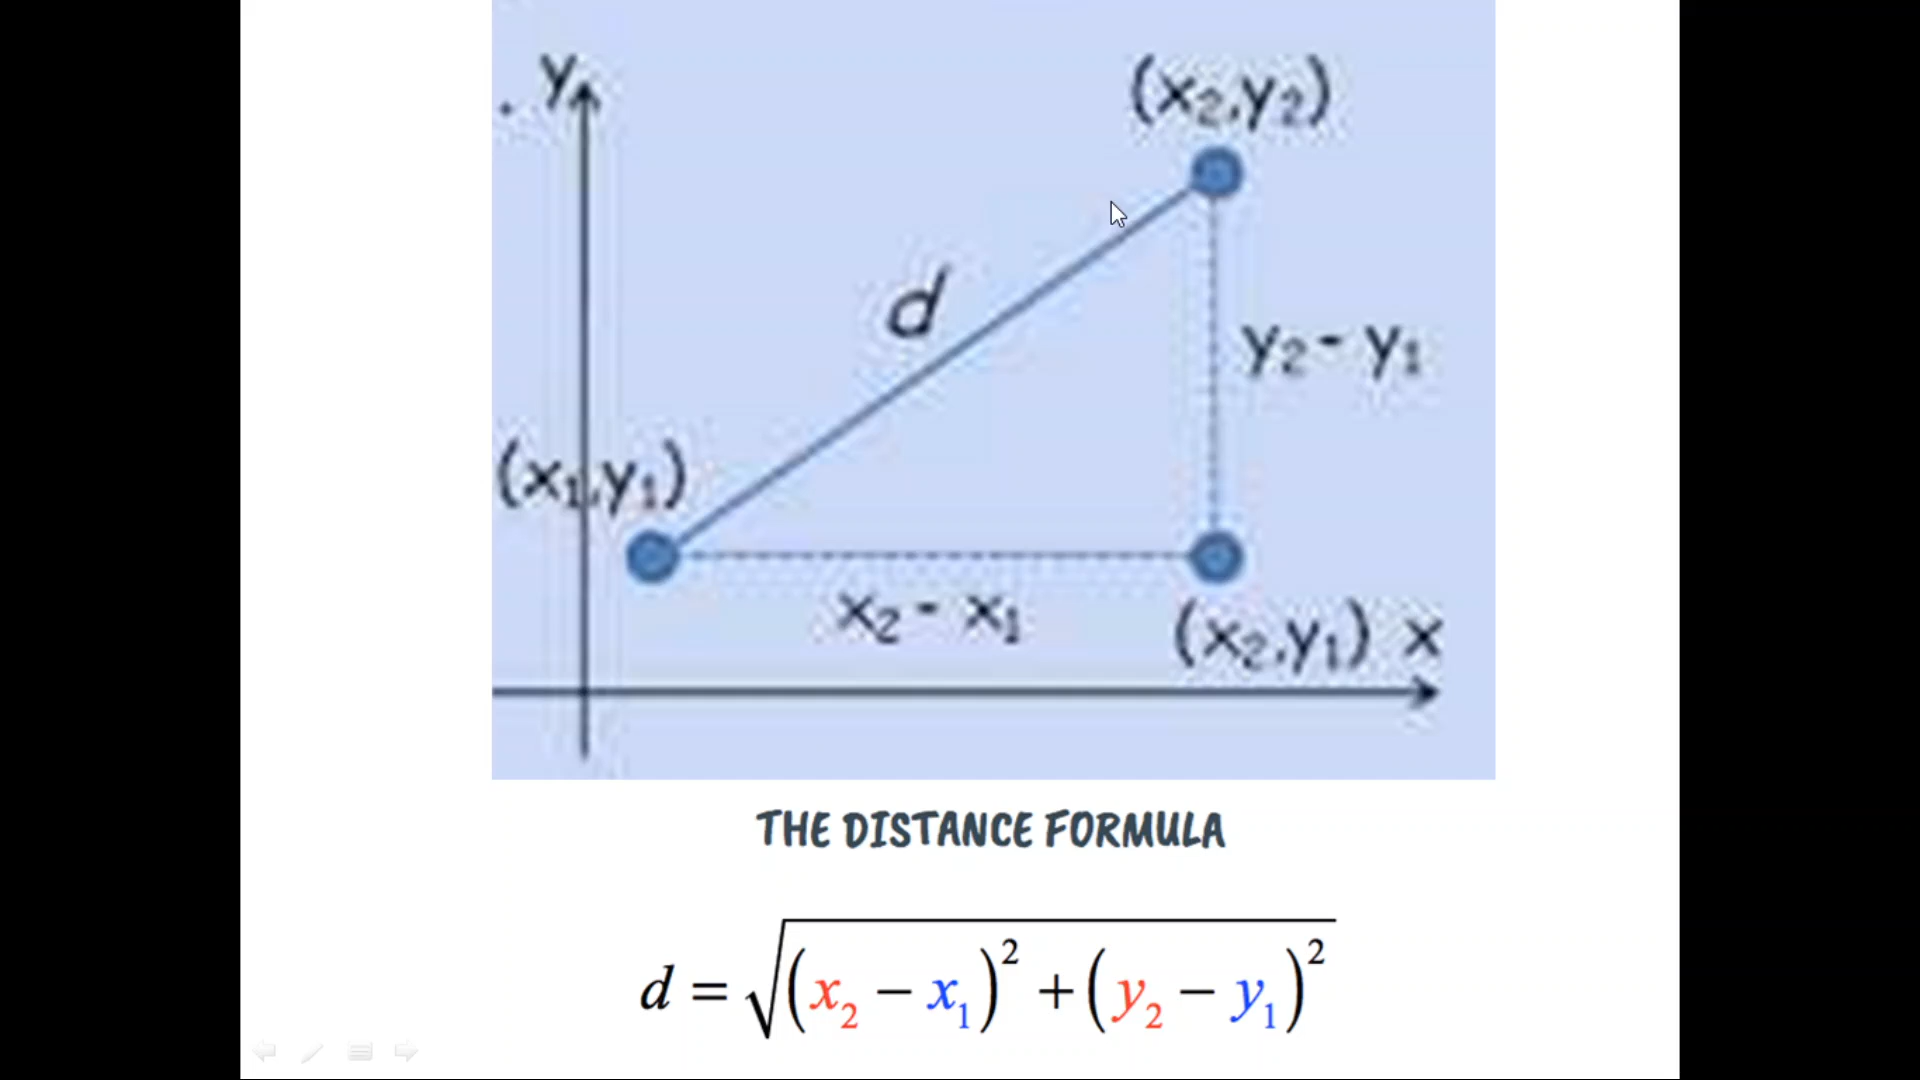 y
(x₂,y₂)
d
y₂ - y₁
(x₁,y₁)
x₂ - x₁
(x₂,y₁) x
THE DISTANCE FORMULA
d = √((x₂ − x₁)² + (y₂ − y₁)²)